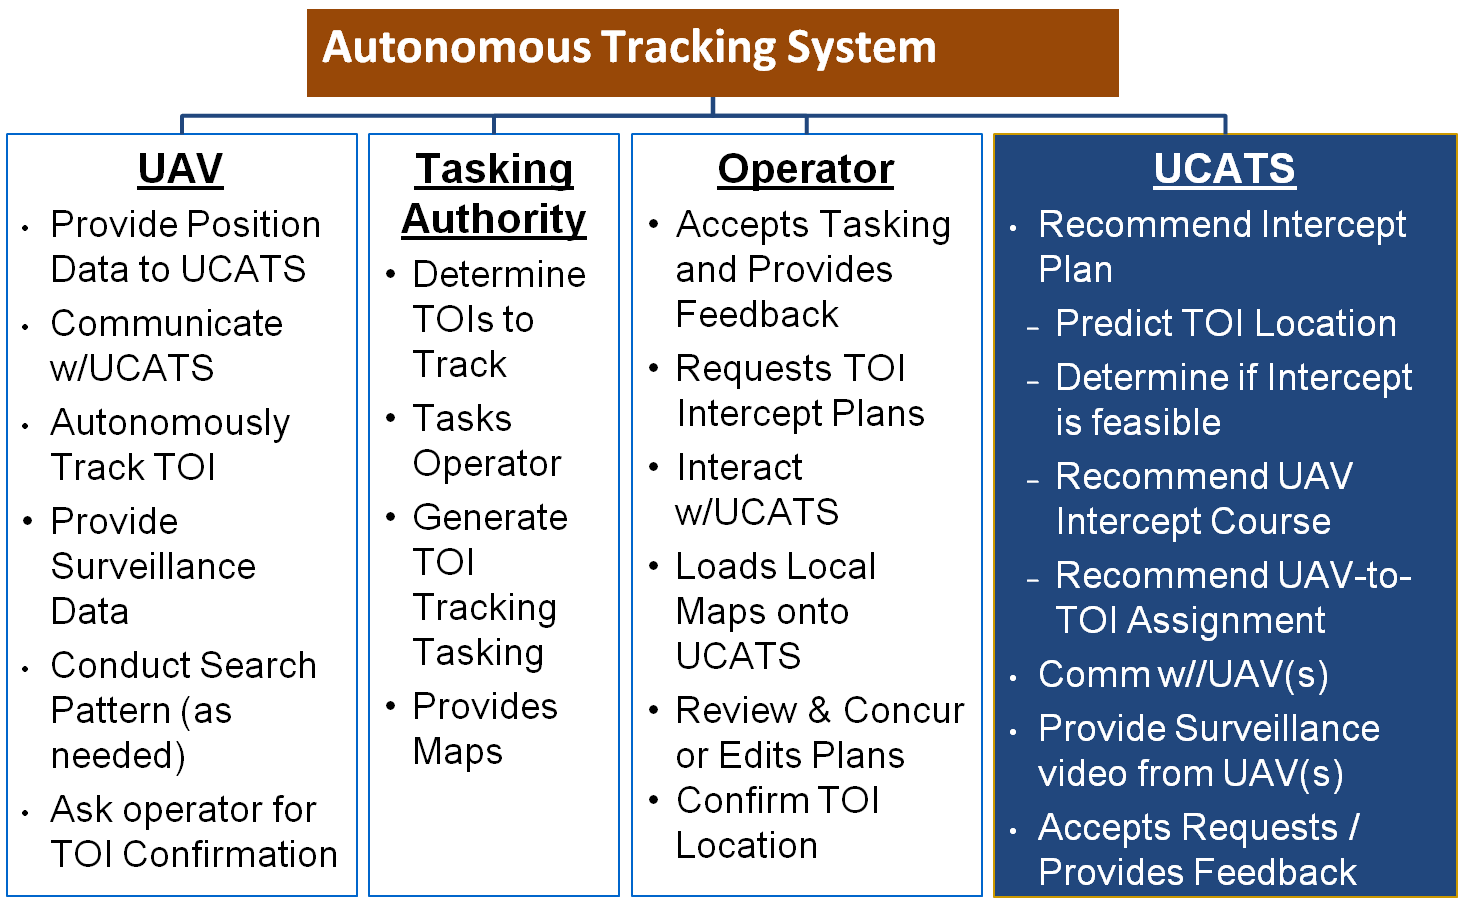 Autonomous Tracking System
UAV
• Provide Position
Data to UCATS
• Communicate
w/UCATS
• Autonomously
Track TOI
• Provide
Surveillance
Data
• Conduct Search
Pattern (as
needed)
• Ask operator for
TOI Confirmation
Tasking
Authority
• Determine
TOIs to
Track
• Tasks
Operator
• Generate
TOI
Tracking
Tasking
• Provides
Maps
Operator
• Accepts Tasking
and Provides
Feedback
• Requests TOI
Intercept Plans
• Interact
w/UCATS
• Loads Local
Maps onto
UCATS
• Review & Concur
or Edits Plans
• Confirm TOI
Location
UCATS
• Recommend Intercept
Plan
– Predict TOI Location
– Determine if Intercept
is feasible
– Recommend UAV
Intercept Course
– Recommend UAV-to-
TOI Assignment
• Comm w//UAV(s)
• Provide Surveillance
video from UAV(s)
• Accepts Requests /
Provides Feedback